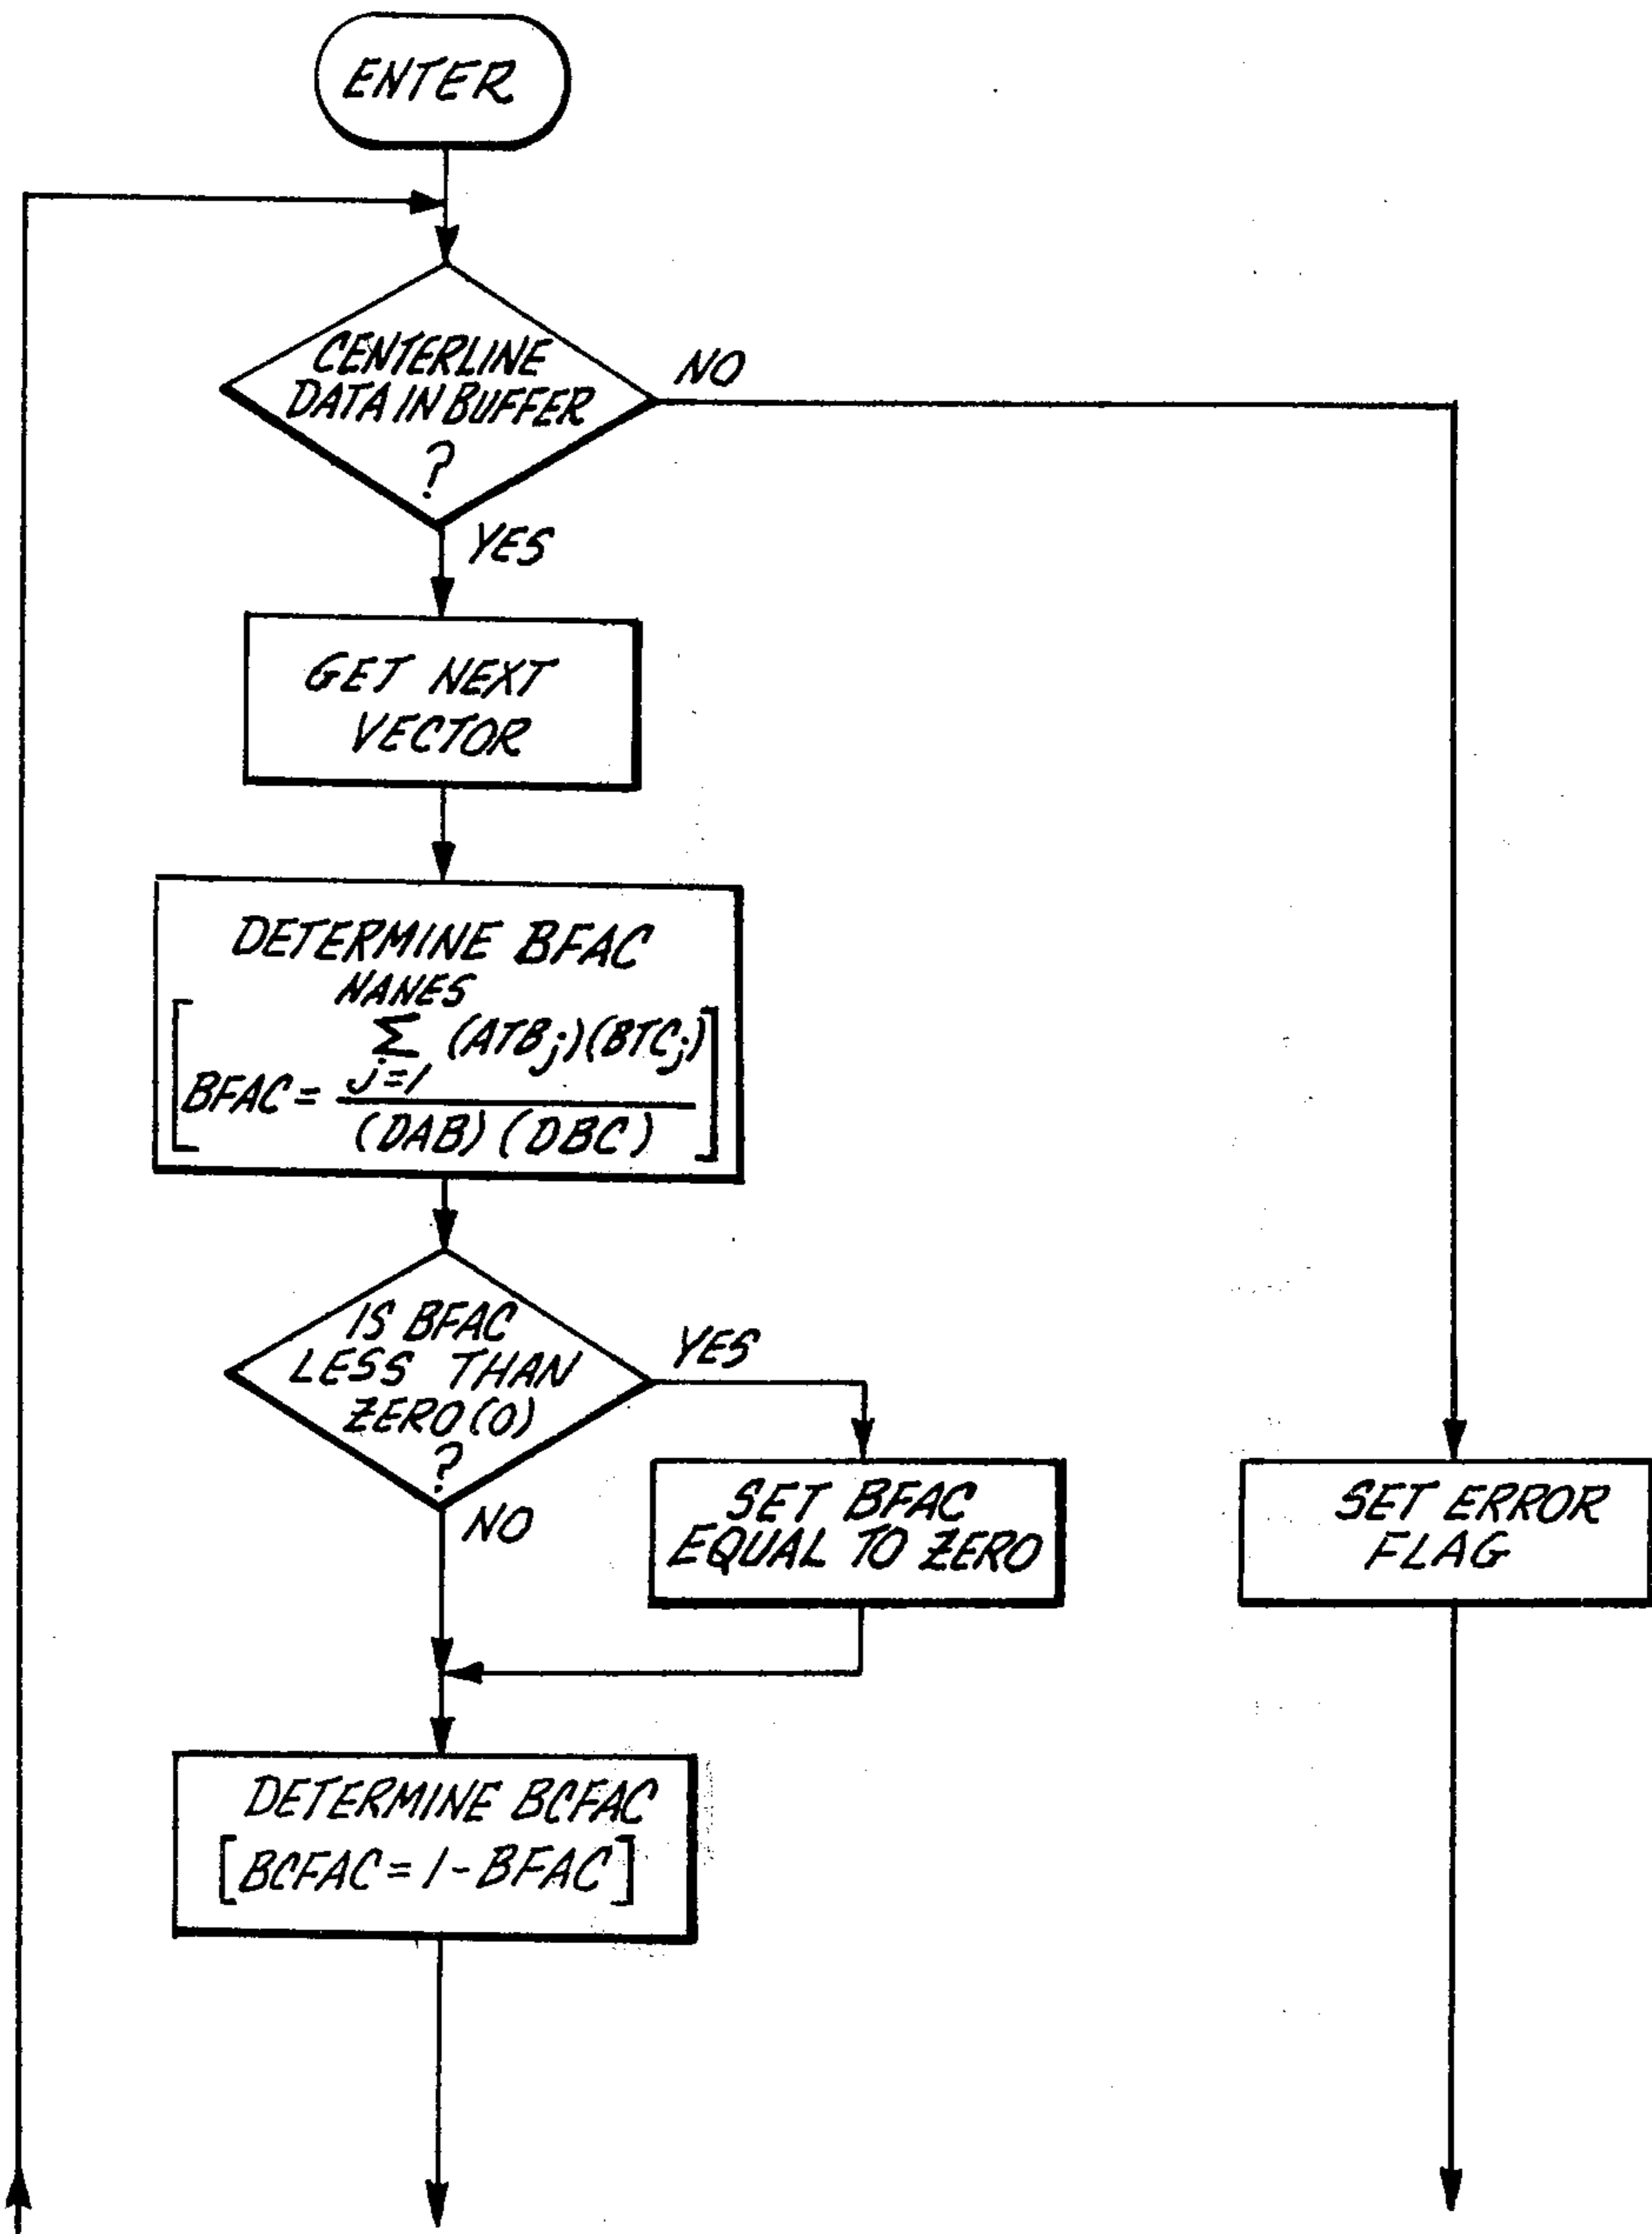 ENTER
CENTERLINE
DATA IN BUFFER
?
NO
YES
GET NEXT
VECTOR
DETERMINE BFAC
NANES
Σ (ATBj)(BTCj)
j=1
BFAC=
(DAB)(DBC)
IS BFAC
LESS THAN
ZERO(0)
?
YES
NO
SET BFAC
EQUAL TO ZERO
SET ERROR
FLAG
DETERMINE BCFAC
[BCFAC=1-BFAC]